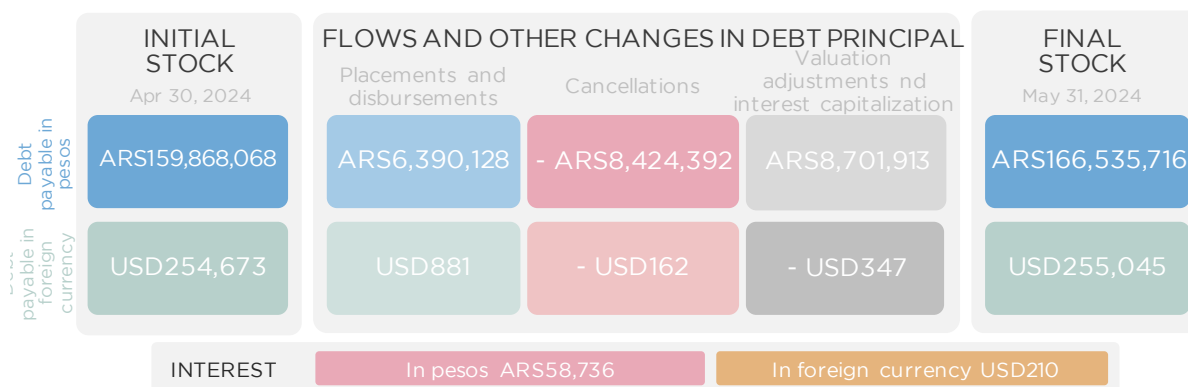 INITIAL
STOCK
Apr 30, 2024
FLOWS AND OTHER CHANGES IN DEBT PRINCIPAL
Placements and
disbursements
Cancellations
Valuation
adjustments nd
interest capitalization
FINAL
STOCK
May 31, 2024
Debt
payable in
pesos
ARS159,868,068
ARS6,390,128
- ARS8,424,392
ARS8,701,913
ARS166,535,716
Debt
payable in
foreign
currency
USD254,673
USD881
- USD162
- USD347
USD255,045
INTEREST
In pesos ARS58,736
In foreign currency USD210